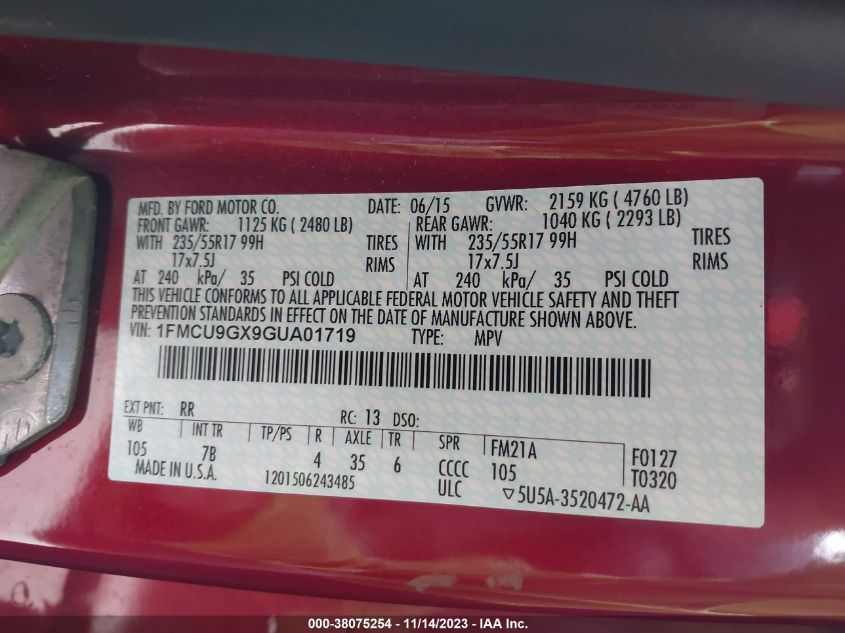 MFD. BY FORD MOTOR CO. DATE: 06/15 GVWR: 2159 KG ( 4760 LB)
FRONT GAWR: 1125 KG ( 2480 LB) REAR GAWR: 1040 KG ( 2293 LB)
WITH 235/55R17 99H TIRES WITH 235/55R17 99H TIRES
17x7.5J RIMS 17x7.5J RIMS
AT 240 kPa/ 35 PSI COLD AT 240 kPa/ 35 PSI COLD
THIS VEHICLE CONFORMS TO ALL APPLICABLE FEDERAL MOTOR VEHICLE SAFETY AND THEFT
PREVENTION STANDARDS IN EFFECT ON THE DATE OF MANUFACTURE SHOWN ABOVE.
VIN: 1FMCU9GX9GUA01719 TYPE: MPV
EXT PNT: RR RC: 13 DSO:
WB INT TR TP/PS R AXLE TR SPR FM21A F0127
105 7B 4 35 6 CCCC 105 T0320
MADE IN U.S.A. 1201506243485 ULC ▽5U5A-3520472-AA
000-38075254 - 11/14/2023 - IAA Inc.